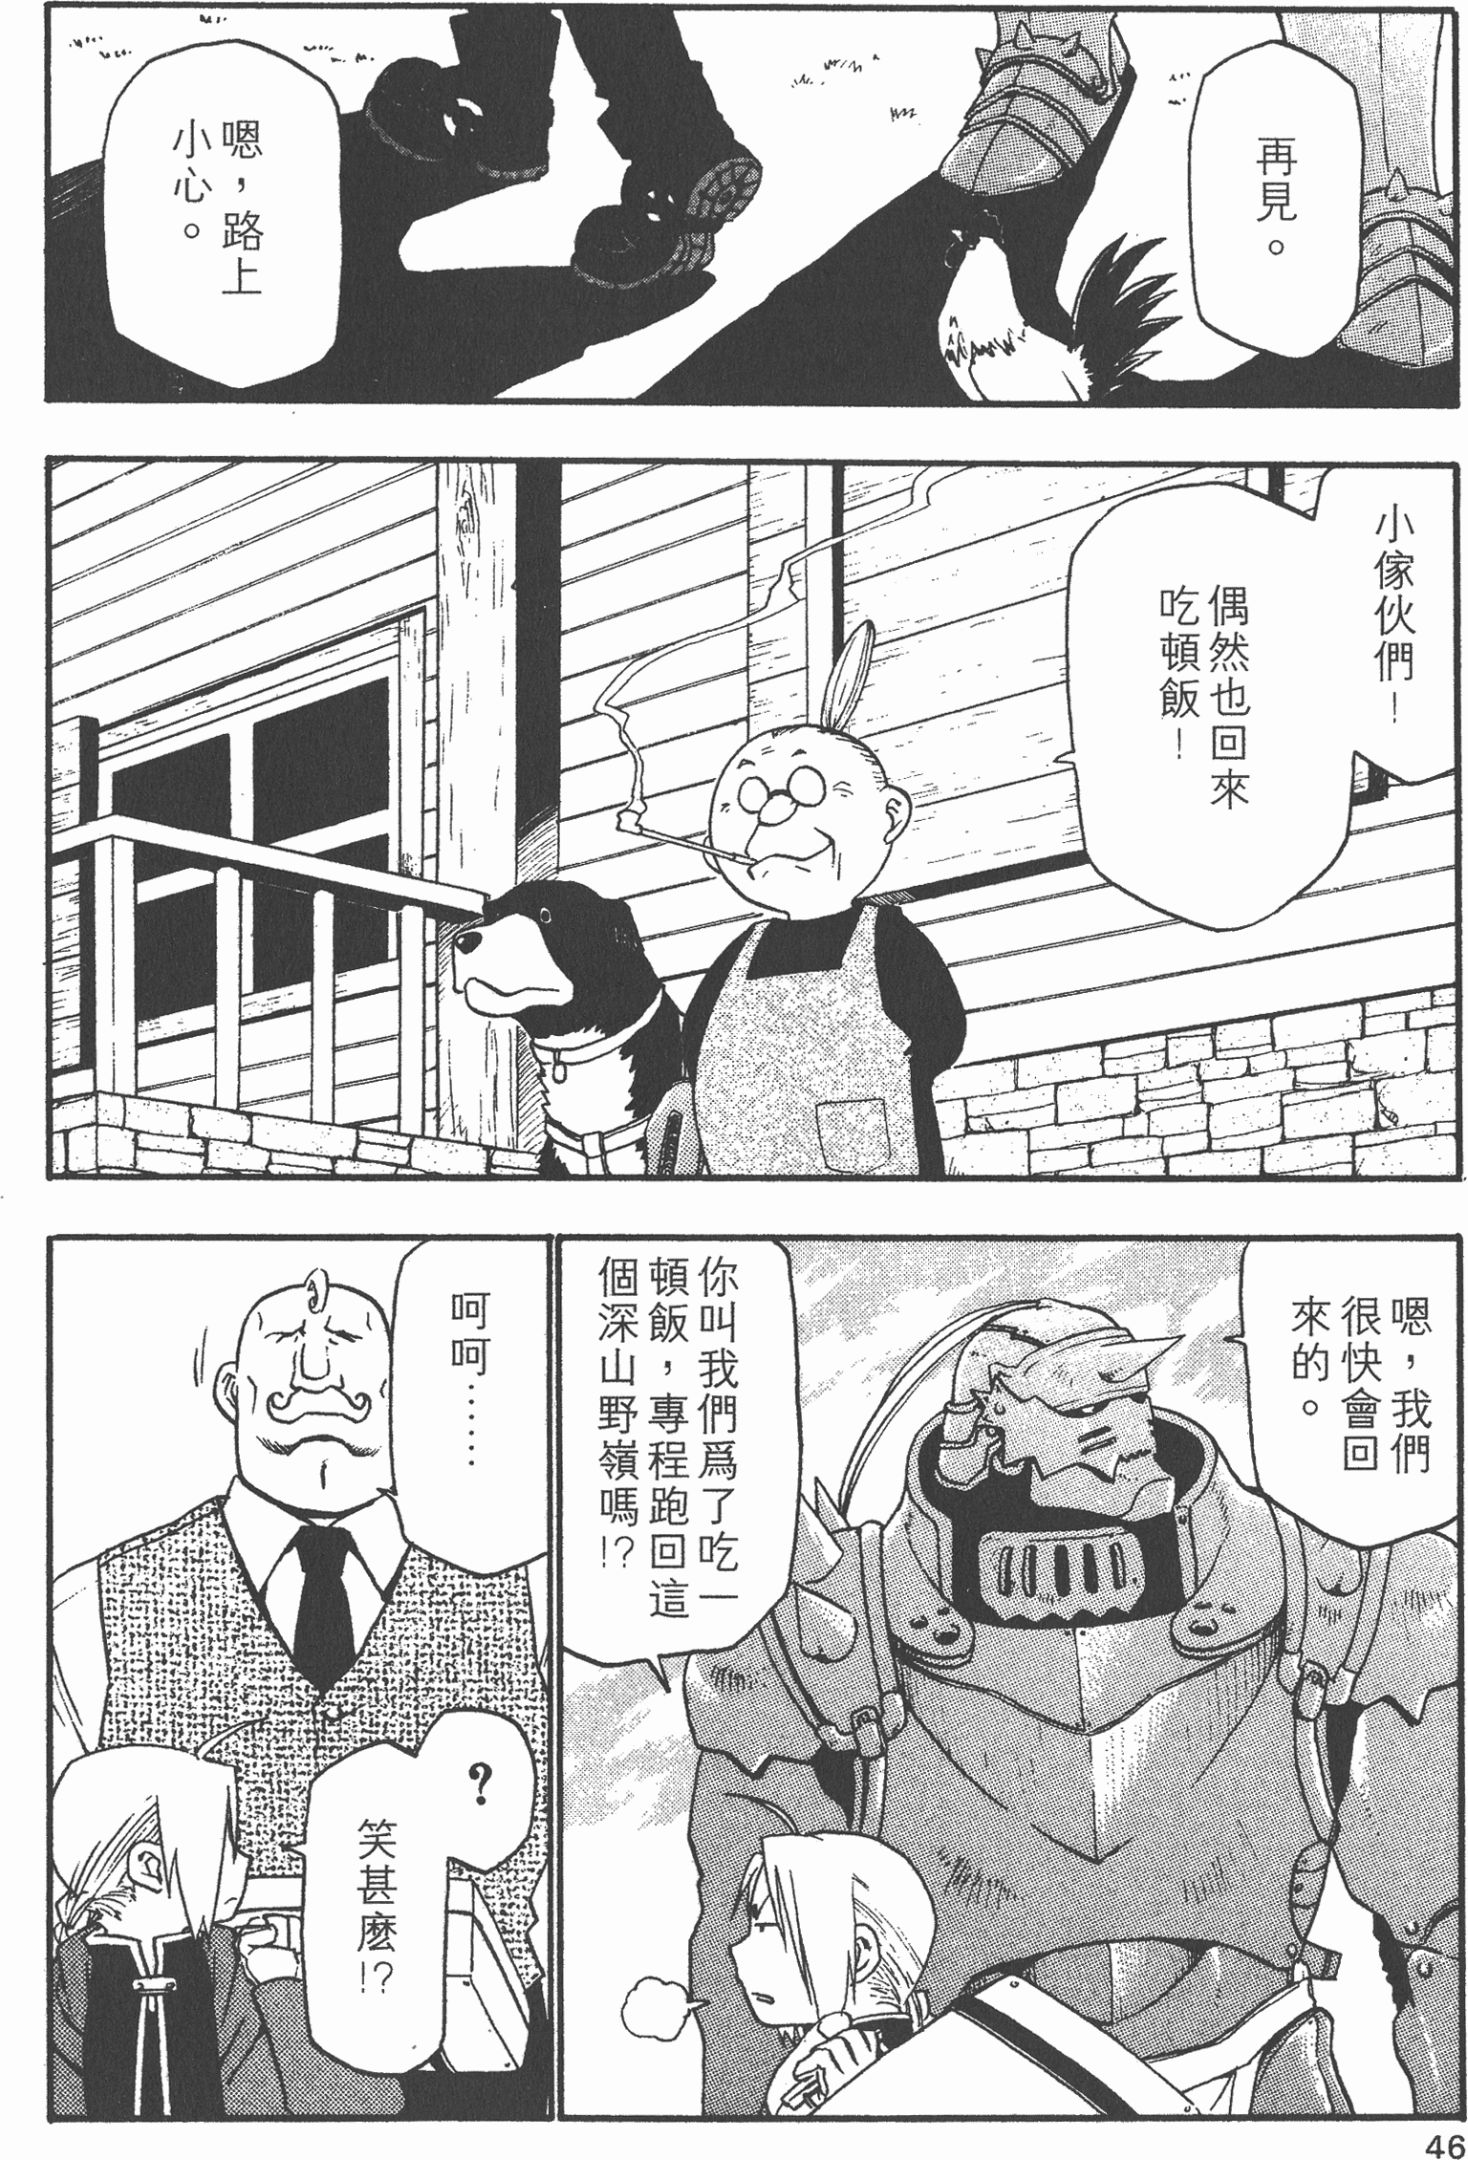 再見。
嗯，路上
小心。
小傢伙們！
偶然也回來
吃頓飯！
嗯，我們
很快會回
來的。
你叫我們爲了吃一
頓飯，專程跑回這
個深山野嶺嗎!?
呵呵……
？
笑甚麽!?
46